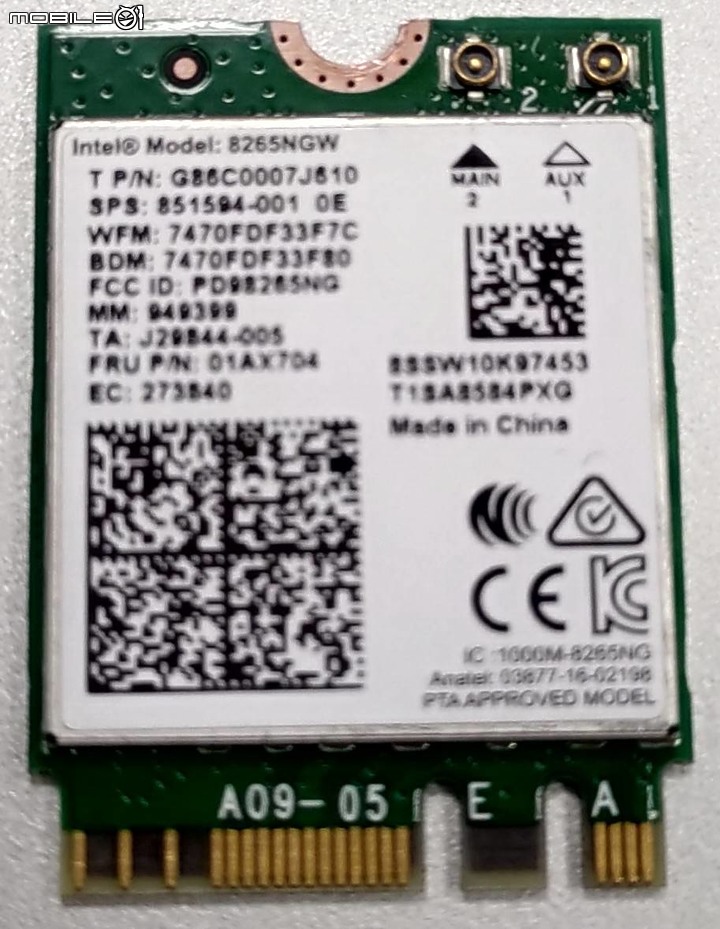 MOBILE01
2
1
Intel® Model: 8265NGW
T P/N: G86C0007J610
SPS: 851594-001 0E
WFM: 7470FDF33F7C
BDM: 7470FDF33F80
FCC ID: PD98265NG
MM: 949399
TA: J29844-005
FRU P/N: 01AX704
EC: 273840
MAIN
2
AUX
1
8SSW10K97453
T1SA8584PXG
Made in China
CE
IC :1000M-8265NG
Anatel: 03877-16-02198
PTA APPROVED MODEL
A09-05
E
A